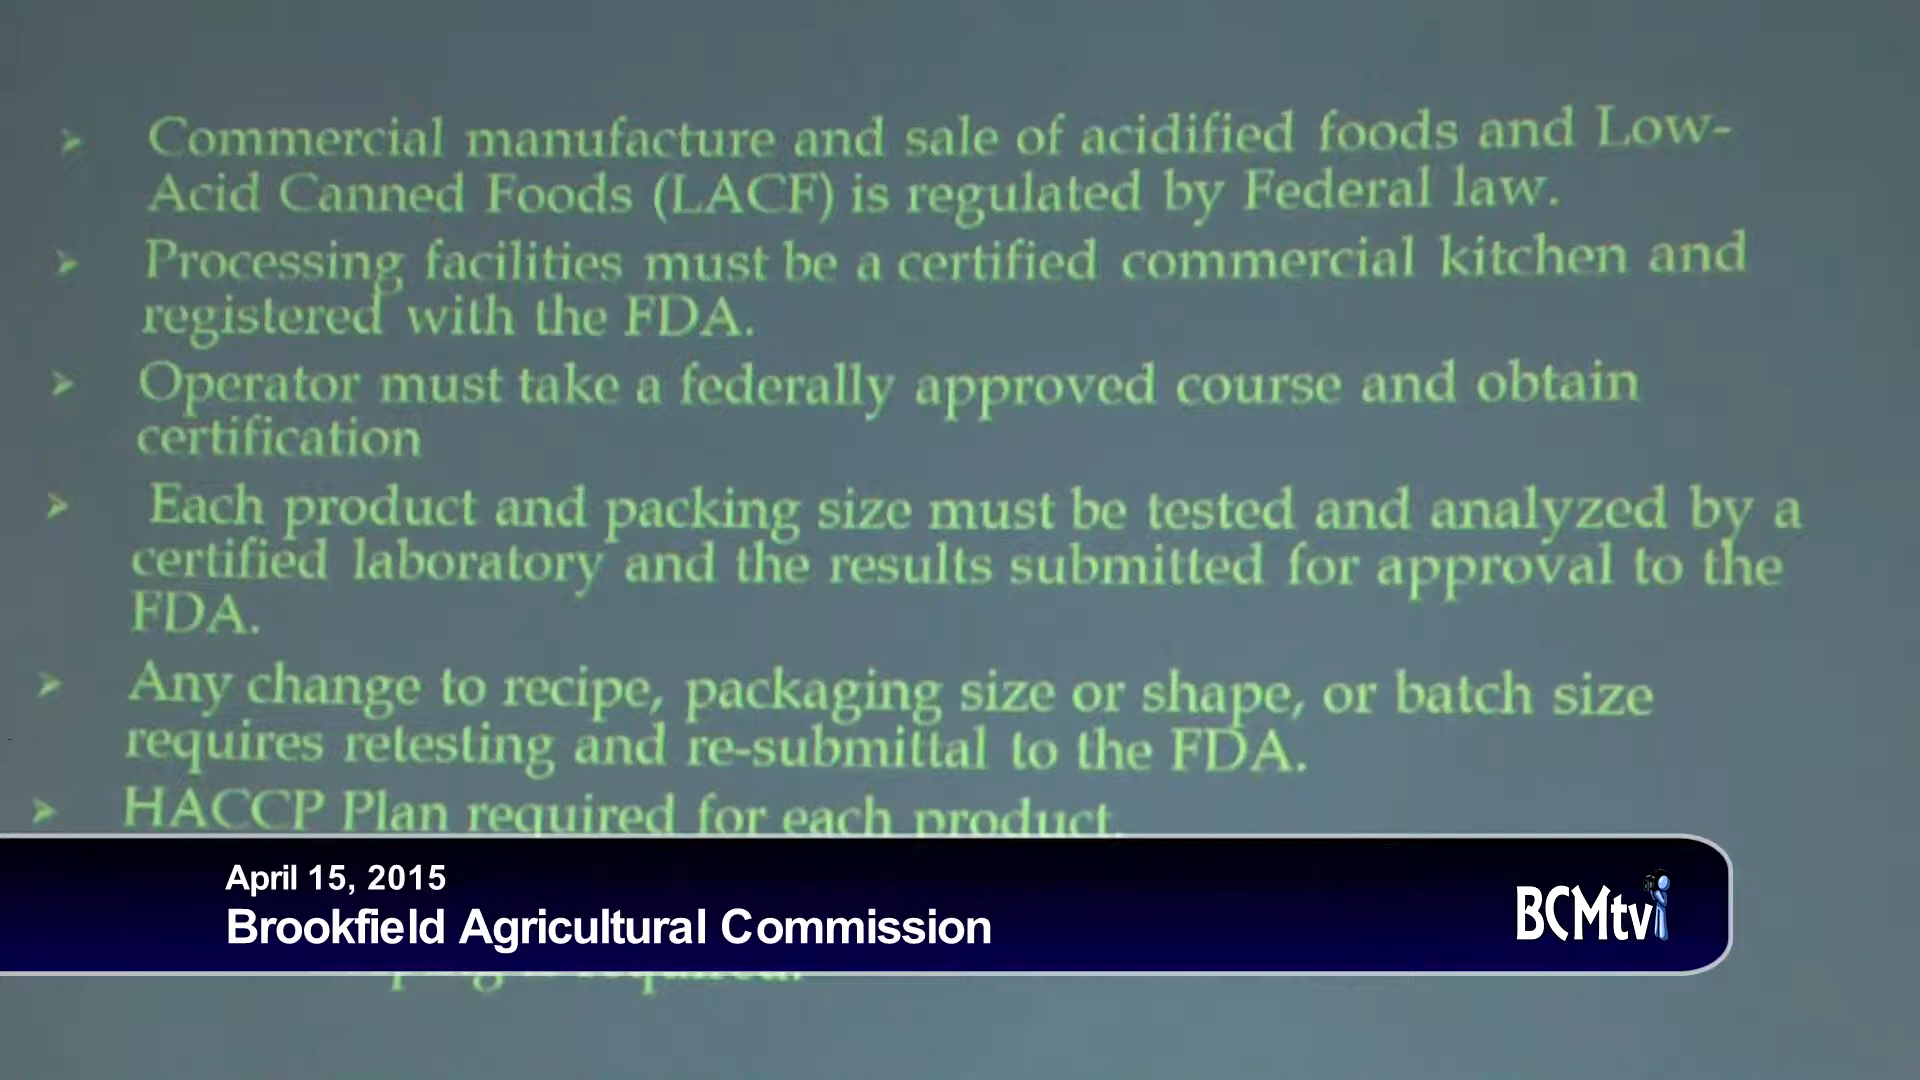 Commercial manufacture and sale of acidified foods and Low-
Acid Canned Foods (LACF) is regulated by Federal law.
Processing facilities must be a certified commercial kitchen and
registered with the FDA.
Operator must take a federally approved course and obtain
certification
Each product and packing size must be tested and analyzed by a
certified laboratory and the results submitted for approval to the
FDA.
Any change to recipe, packaging size or shape, or batch size
requires retesting and re-submittal to the FDA.
HACCP Plan required for each product.
April 15, 2015
Brookfield Agricultural Commission
BCMtv
required.